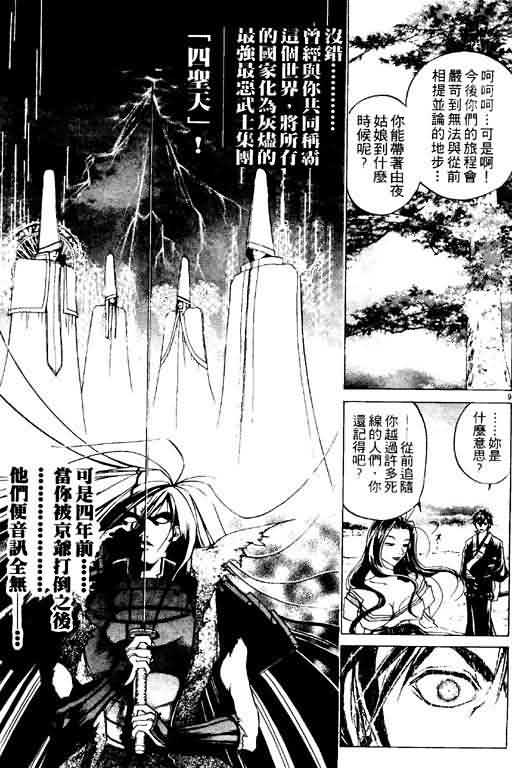 呵呵呵…可是啊！
今後你們的旅程會
嚴苛到無法與從前
相提並論的地步…
你能帶著由夜
姑娘到什麼
時候呢？
……妳是
什麼意思？
──從前追隨
你越過許多死
線的人們，你
還記得吧？
沒錯…………
曾經與你共同稱霸
這個世界，將所有
的國家化為灰燼的
最強最惡武士集團
「四聖天」！
可是四年前…………
當你被京爺打倒之後
…………
他們便音訊全無──……